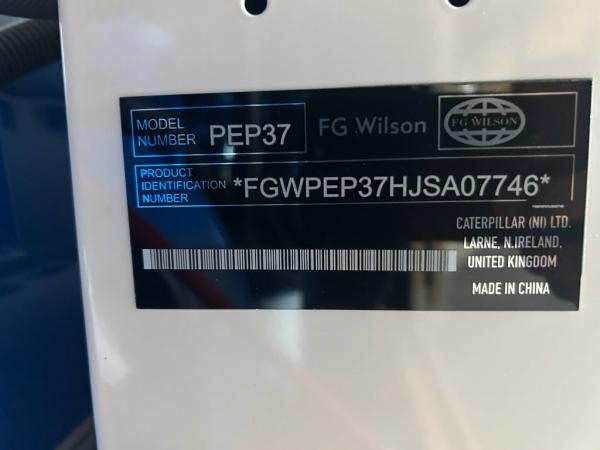 MODEL
NUMBER PEP37
FG Wilson
FG WILSON
PRODUCT
IDENTIFICATION
NUMBER
*FGWPEP37HJSA07746*
CATERPILLAR (NI) LTD.
LARNE, N.IRELAND.
UNITED KINGDOM
MADE IN CHINA